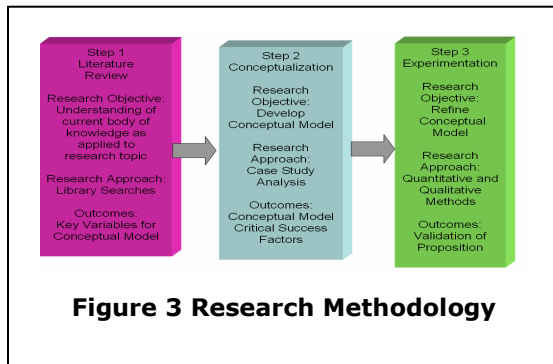 Step 1
Literature
Review
Research Objective:
Understanding of
current body of
knowledge as
applied to
research topic
Research Approach:
Library Searches
Outcomes:
Key Variables for
Conceptual Model
Step 2
Conceptualization
Research
Objective:
Develop
Conceptual Model
Research
Approach:
Case Study
Analysis
Outcomes:
Conceptual Model
Critical Success
Factors
Step 3
Experimentation
Research
Objective:
Refine
Conceptual
Model
Research
Approach:
Quantitative and
Qualitative
Methods
Outcomes:
Validation of
Proposition
Figure 3 Research Methodology